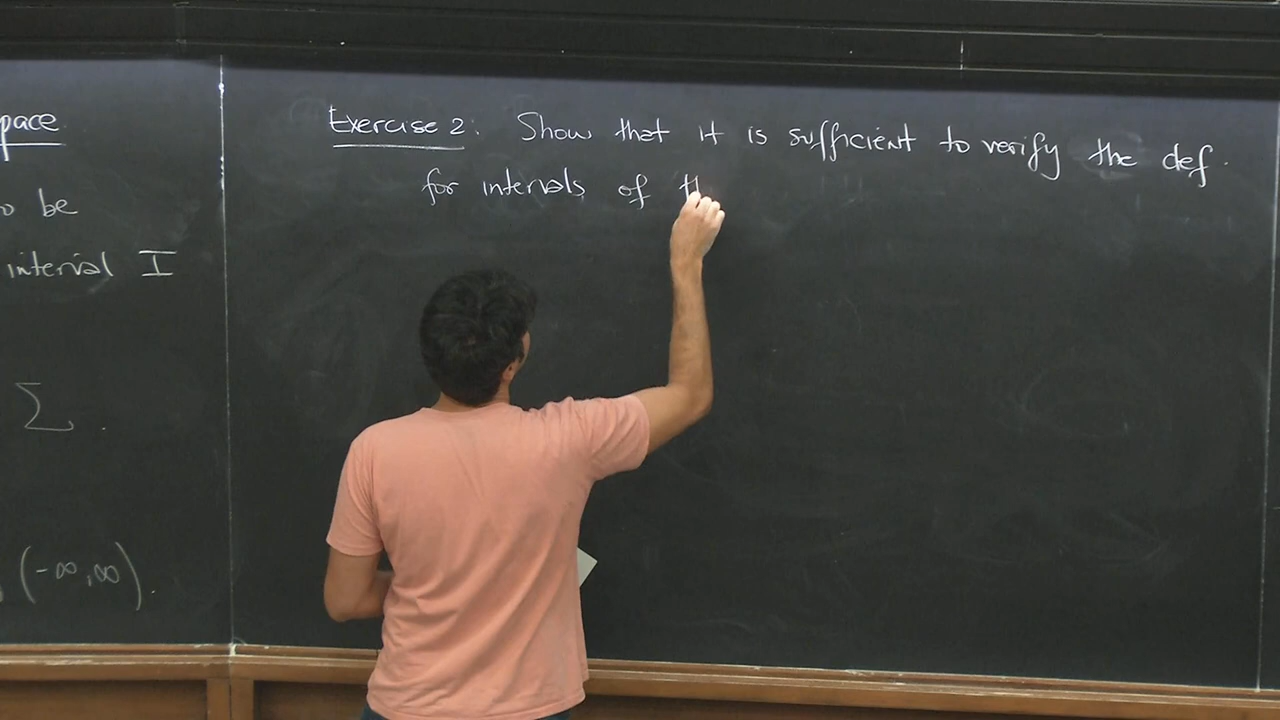 pace
o be
interval I
Σ.
(-∞,∞).
Exercise 2: Show that it is sufficient to verify the def.
for intervals of th